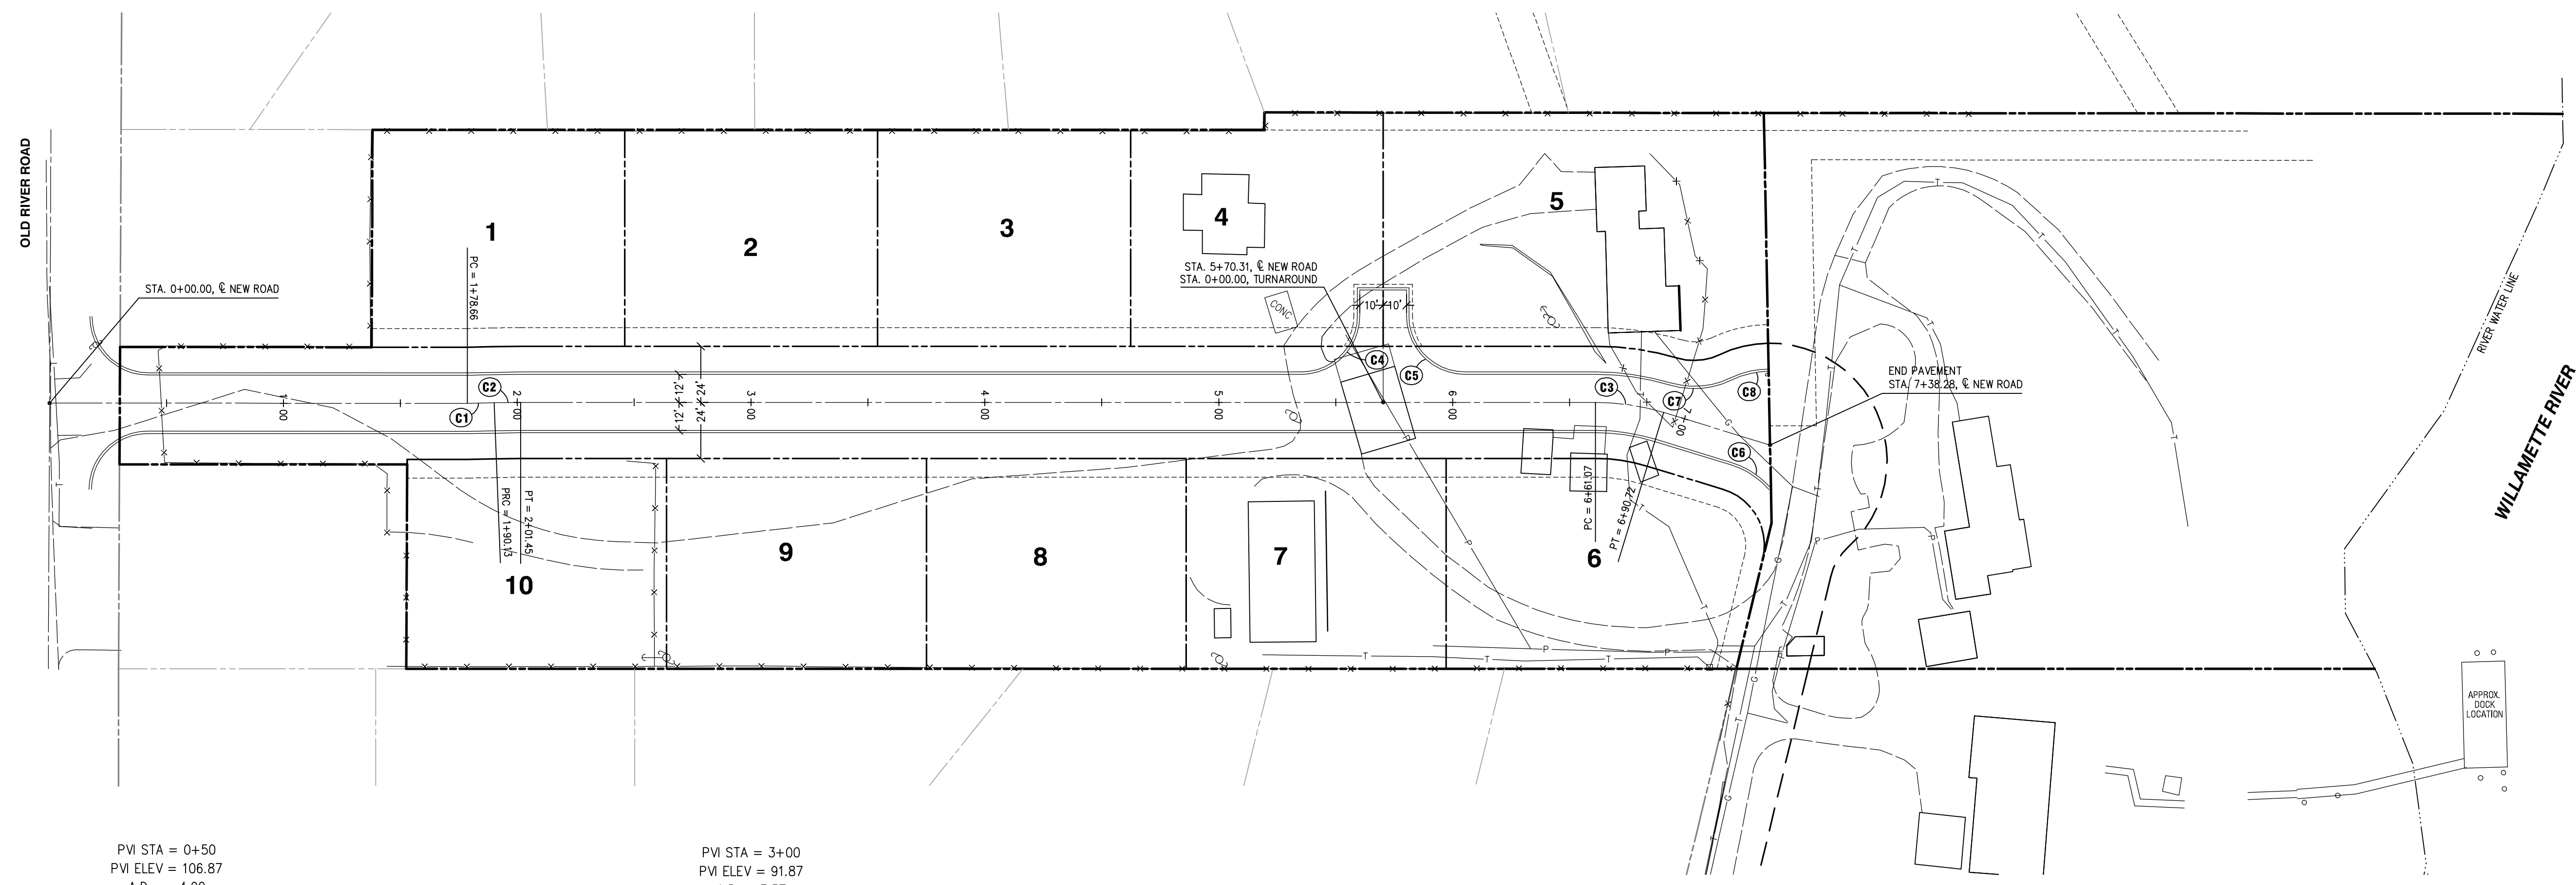 OLD RIVER ROAD
STA. 0+00.00, ℄ NEW ROAD
1
2
3
4
5
PC = 1+78.66
STA. 5+70.31, ℄ NEW ROAD
STA. 0+00.00, TURNAROUND
CONC
10' 10'
C4
C5
C3
C7
C8
C6
C2
C1
1+00
2+00
3+00
4+00
5+00
6+00
7+00
12' 12'
24' 24'
END PAVEMENT
STA. 7+38.28, ℄ NEW ROAD
RIVER WATER LINE
WILLAMETTE RIVER
PRC = 1+90.13
PT = 2+01.45
PC = 6+61.07
PT = 6+90.72
10
9
8
7
6
APPROX.
DOCK
LOCATION
PVI STA = 0+50
PVI ELEV = 106.87
PVI STA = 3+00
PVI ELEV = 91.87